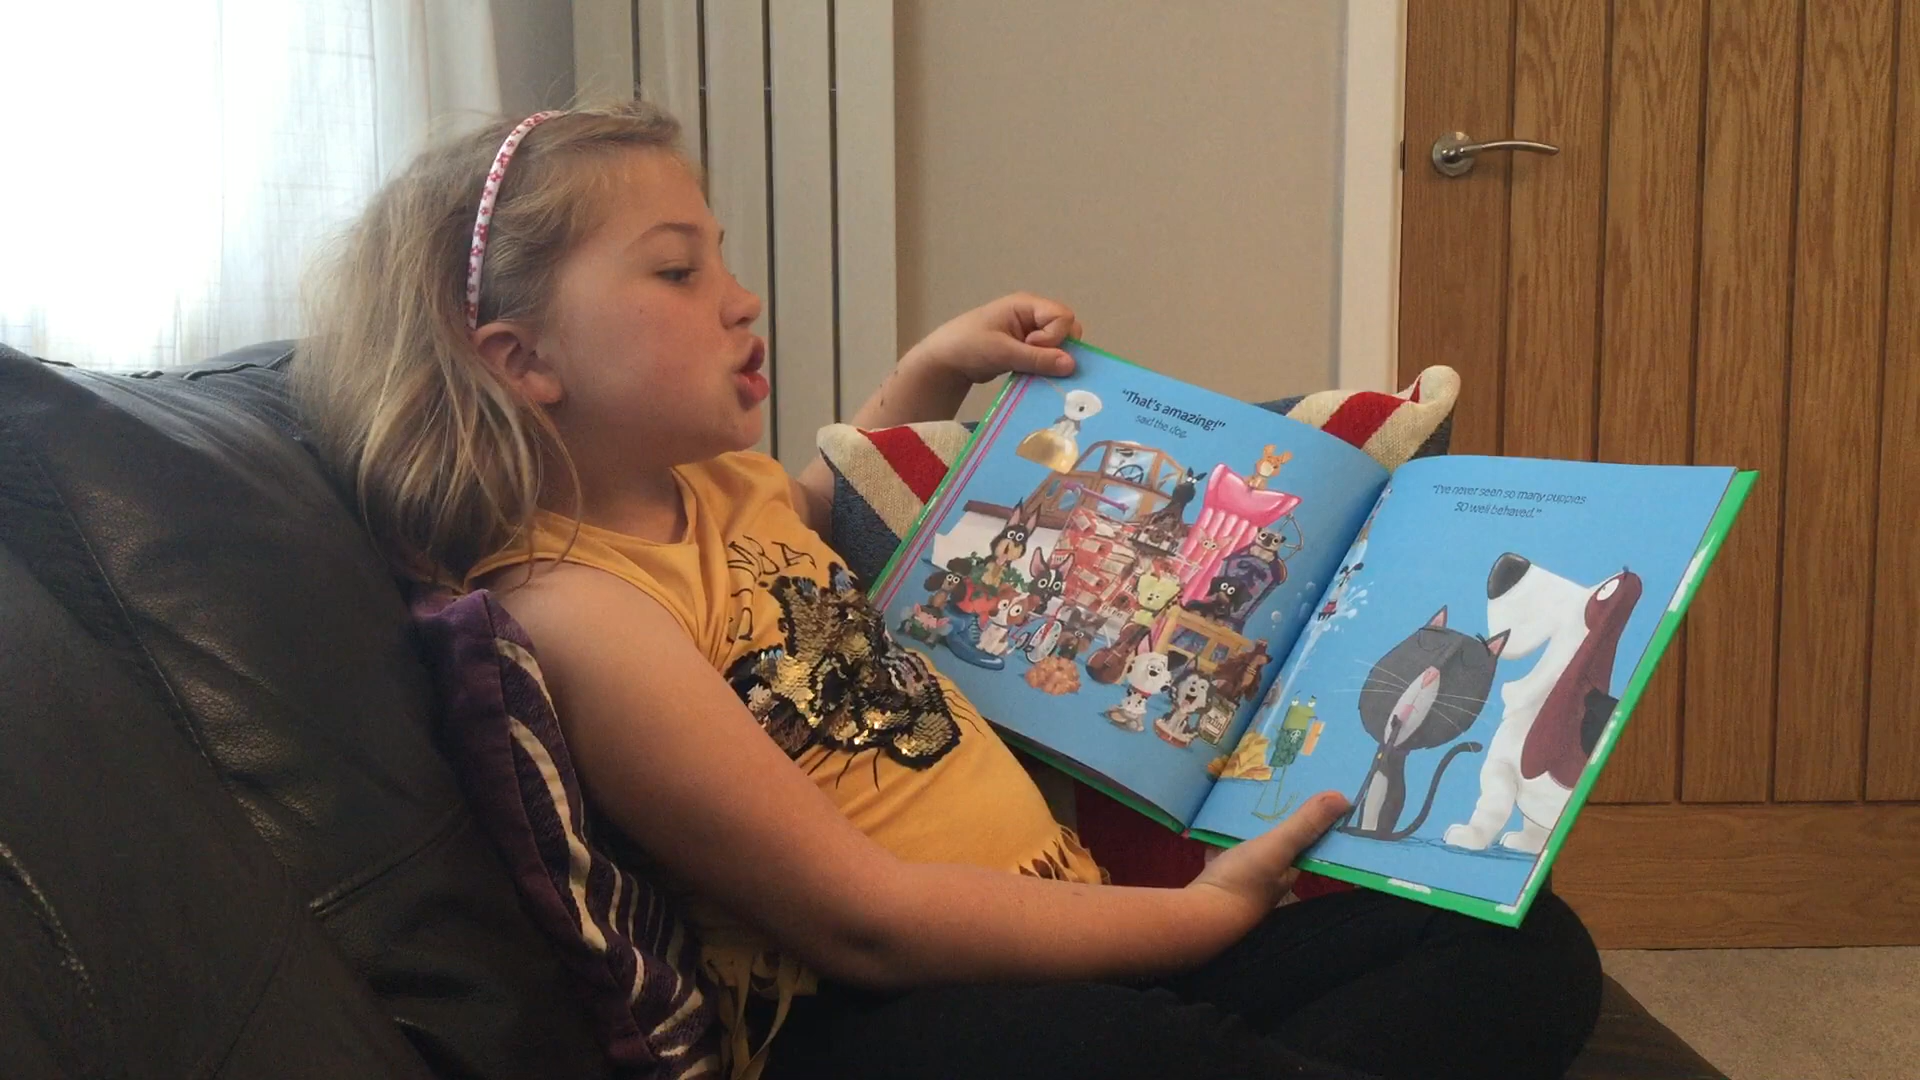 "That's amazing!"
said the dog.
"I've never seen so many puppies
SO well behaved."